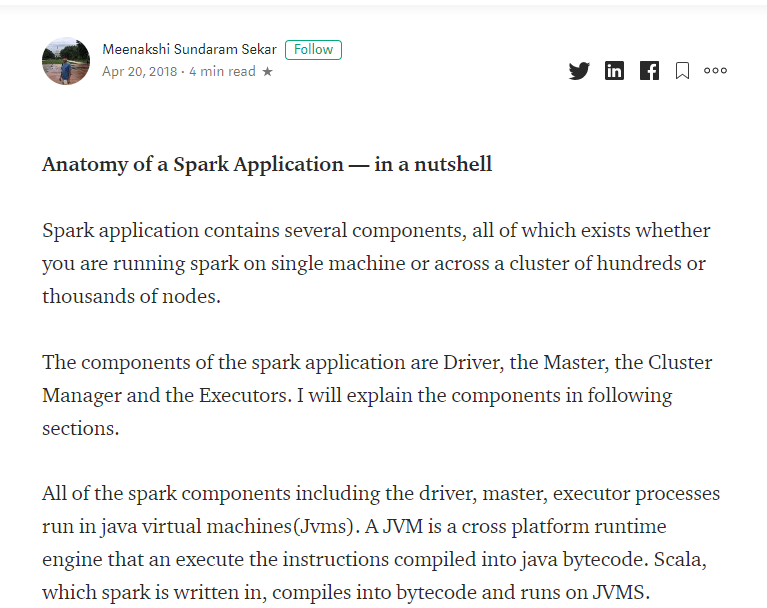 Meenakshi Sundaram Sekar Follow
Apr 20, 2018 · 4 min read ★
Anatomy of a Spark Application — in a nutshell
Spark application contains several components, all of which exists whether
you are running spark on single machine or across a cluster of hundreds or
thousands of nodes.
The components of the spark application are Driver, the Master, the Cluster
Manager and the Executors. I will explain the components in following
sections.
All of the spark components including the driver, master, executor processes
run in java virtual machines(Jvms). A JVM is a cross platform runtime
engine that an execute the instructions compiled into java bytecode. Scala,
which spark is written in, compiles into bytecode and runs on JVMS.